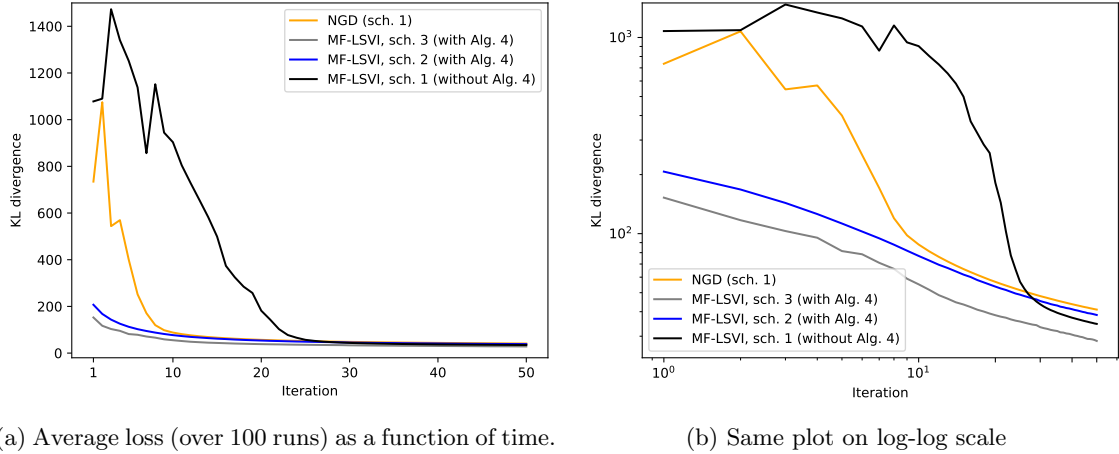 1400
1200
1000
800
600
400
200
0
KL divergence
1
10
20
30
40
50
Iteration
NGD (sch. 1)
MF-LSVI, sch. 3 (with Alg. 4)
MF-LSVI, sch. 2 (with Alg. 4)
MF-LSVI, sch. 1 (without Alg. 4)
(a) Average loss (over 100 runs) as a function of time.
10³
10²
KL divergence
NGD (sch. 1)
MF-LSVI, sch. 3 (with Alg. 4)
MF-LSVI, sch. 2 (with Alg. 4)
MF-LSVI, sch. 1 (without Alg. 4)
10⁰
10¹
Iteration
(b) Same plot on log-log scale